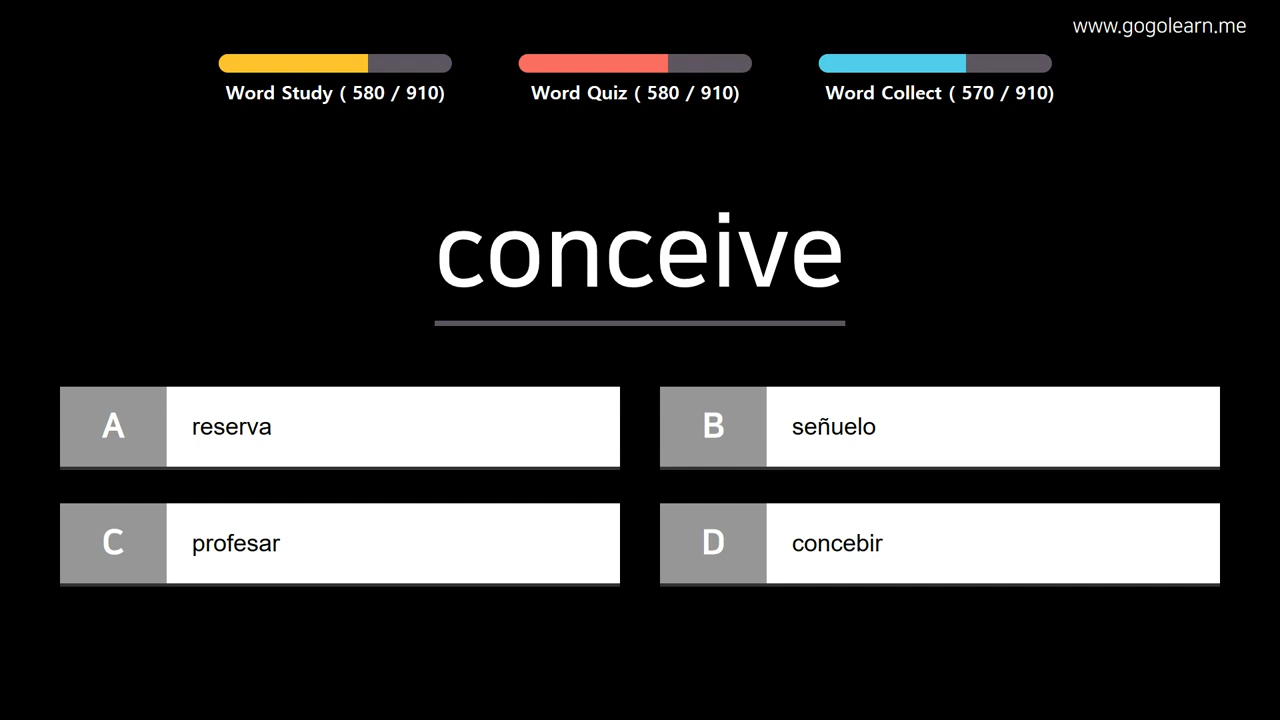 www.gogolearn.me
Word Study ( 580 / 910)
Word Quiz ( 580 / 910)
Word Collect ( 570 / 910)
conceive
A
reserva
B
señuelo
C
profesar
D
concebir